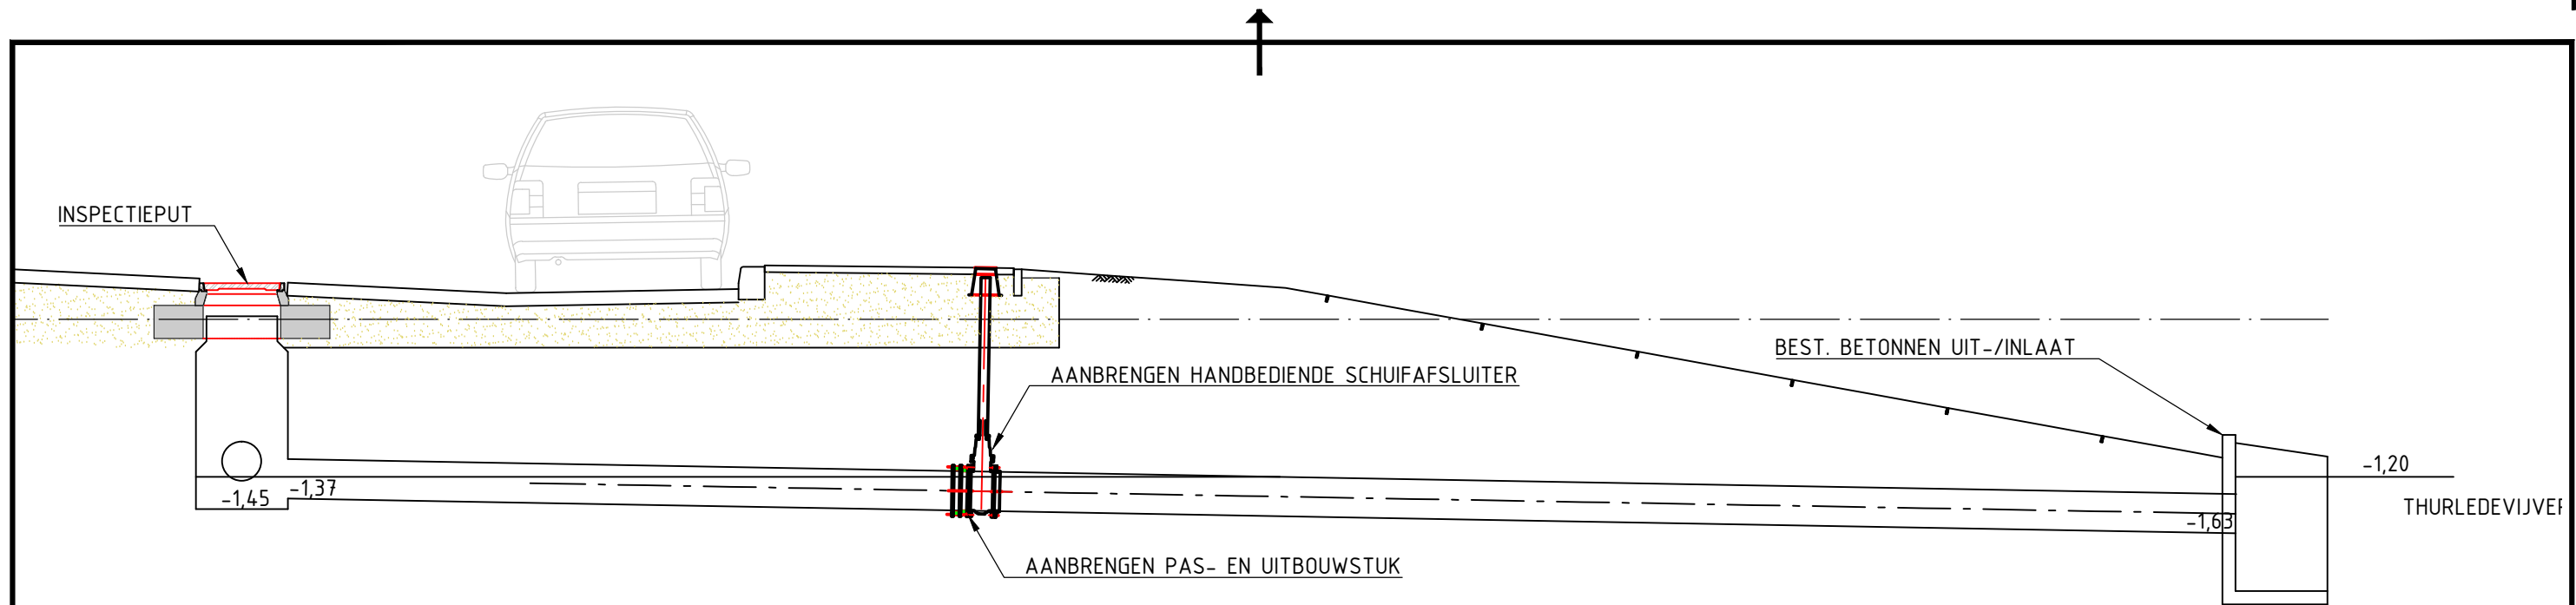 INSPECTIEPUT
BEST. BETONNEN UIT-/INLAAT
AANBRENGEN HANDBEDIENDE SCHUIFAFSLUITER
-1,20
-1,45
-1,37
THURLEDEVIJVER
-1,63
AANBRENGEN PAS- EN UITBOUWSTUK